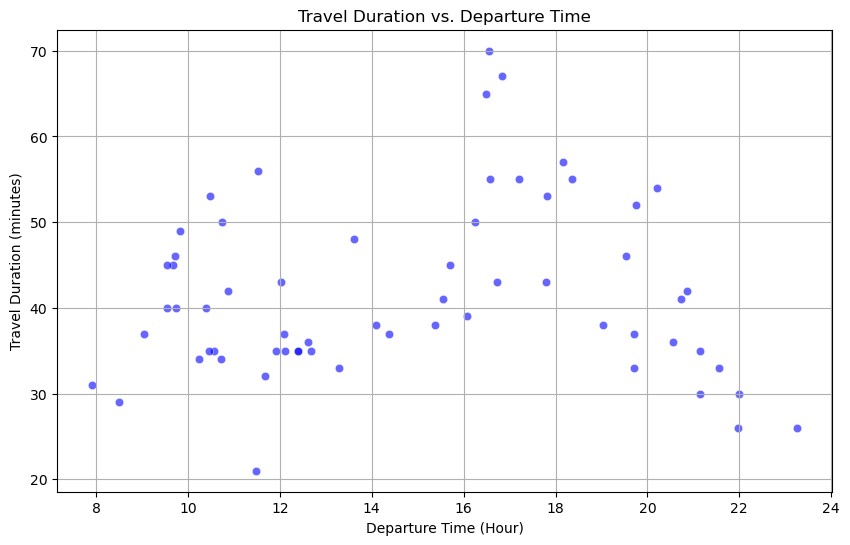 Travel Duration vs. Departure Time
70
60
50
40
30
20
Travel Duration (minutes)
8 10 12 14 16 18 20 22 24
Departure Time (Hour)